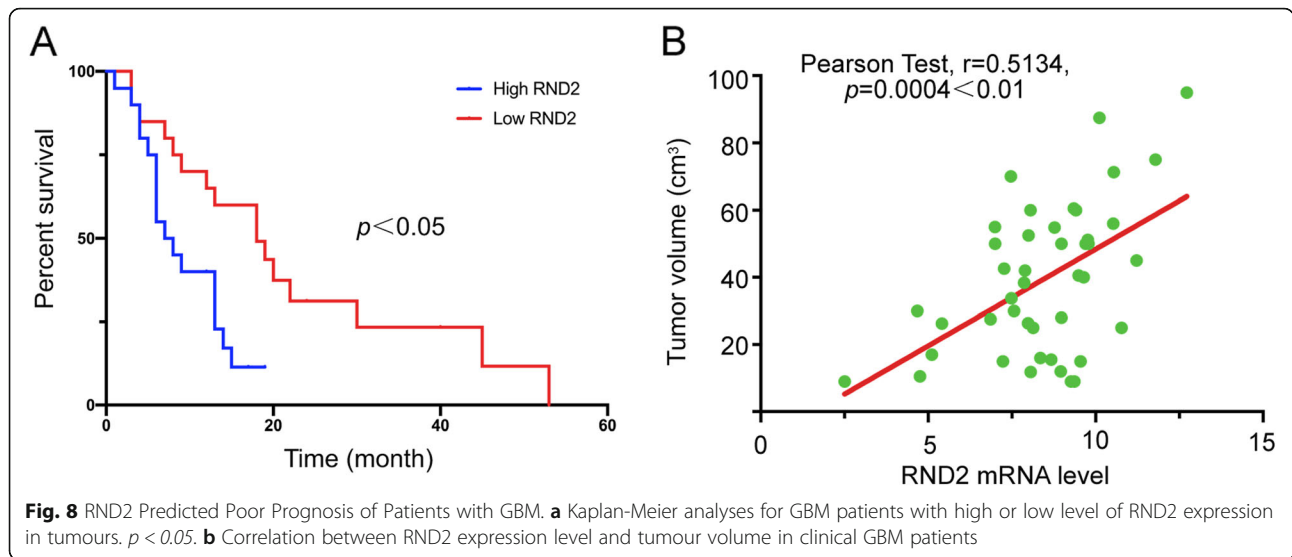 A
100
50
0
0
20
40
60
Percent survival
Time (month)
High RND2
Low RND2
p<0.05
B
Pearson Test, r=0.5134,
p=0.0004<0.01
100
80
60
40
20
0
5
10
15
Tumor volume (cm³)
RND2 mRNA level
Fig. 8 RND2 Predicted Poor Prognosis of Patients with GBM. a Kaplan-Meier analyses for GBM patients with high or low level of RND2 expression
in tumours. p < 0.05. b Correlation between RND2 expression level and tumour volume in clinical GBM patients